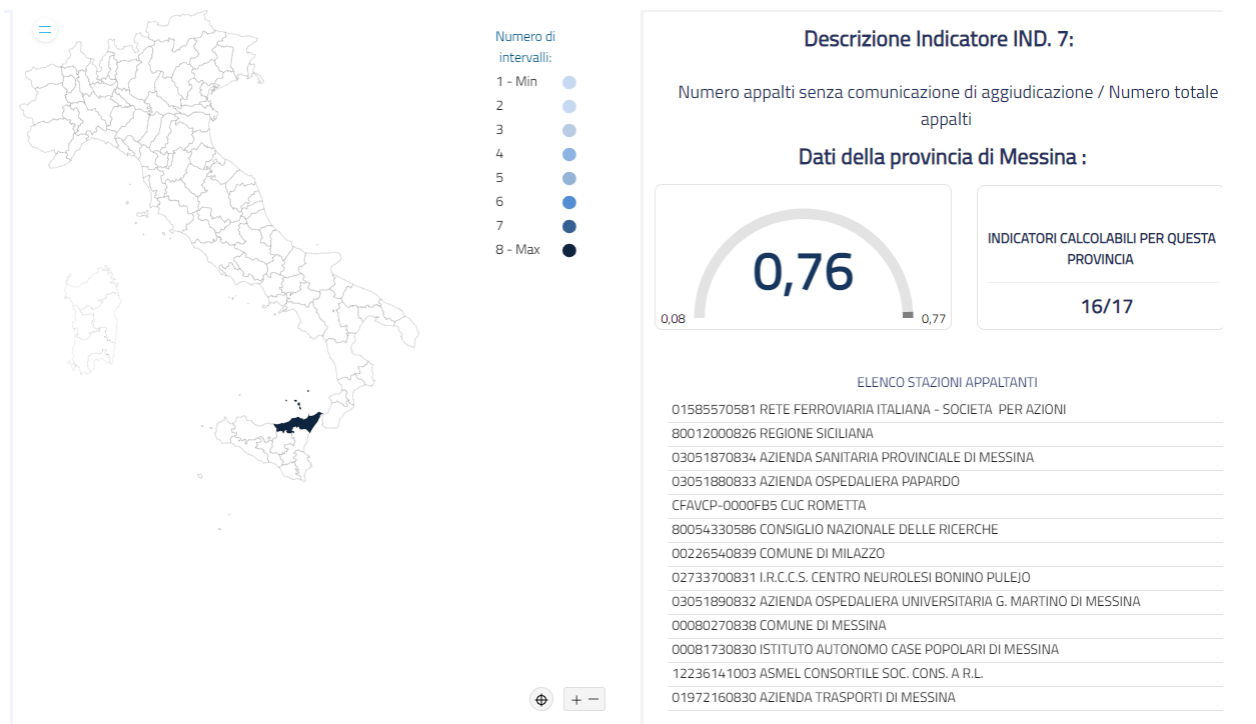 Numero di
intervalli:
1 - Min
2
3
4
5
6
7
8 - Max
+ −
Descrizione Indicatore IND. 7:
Numero appalti senza comunicazione di aggiudicazione / Numero totale
appalti
Dati della provincia di Messina :
0,76
0,08
0,77
INDICATORI CALCOLABILI PER QUESTA
PROVINCIA
16/17
ELENCO STAZIONI APPALTANTI
01585570581 RETE FERROVIARIA ITALIANA - SOCIETA  PER AZIONI
80012000826 REGIONE SICILIANA
03051870834 AZIENDA SANITARIA PROVINCIALE DI MESSINA
03051880833 AZIENDA OSPEDALIERA PAPARDO
CFAVCP-0000FB5 CUC ROMETTA
80054330586 CONSIGLIO NAZIONALE DELLE RICERCHE
00226540839 COMUNE DI MILAZZO
02733700831 I.R.C.C.S. CENTRO NEUROLESI BONINO PULEJO
03051890832 AZIENDA OSPEDALIERA UNIVERSITARIA G. MARTINO DI MESSINA
00080270838 COMUNE DI MESSINA
00081730830 ISTITUTO AUTONOMO CASE POPOLARI DI MESSINA
12236141003 ASMEL CONSORTILE SOC. CONS. A R.L.
01972160830 AZIENDA TRASPORTI DI MESSINA